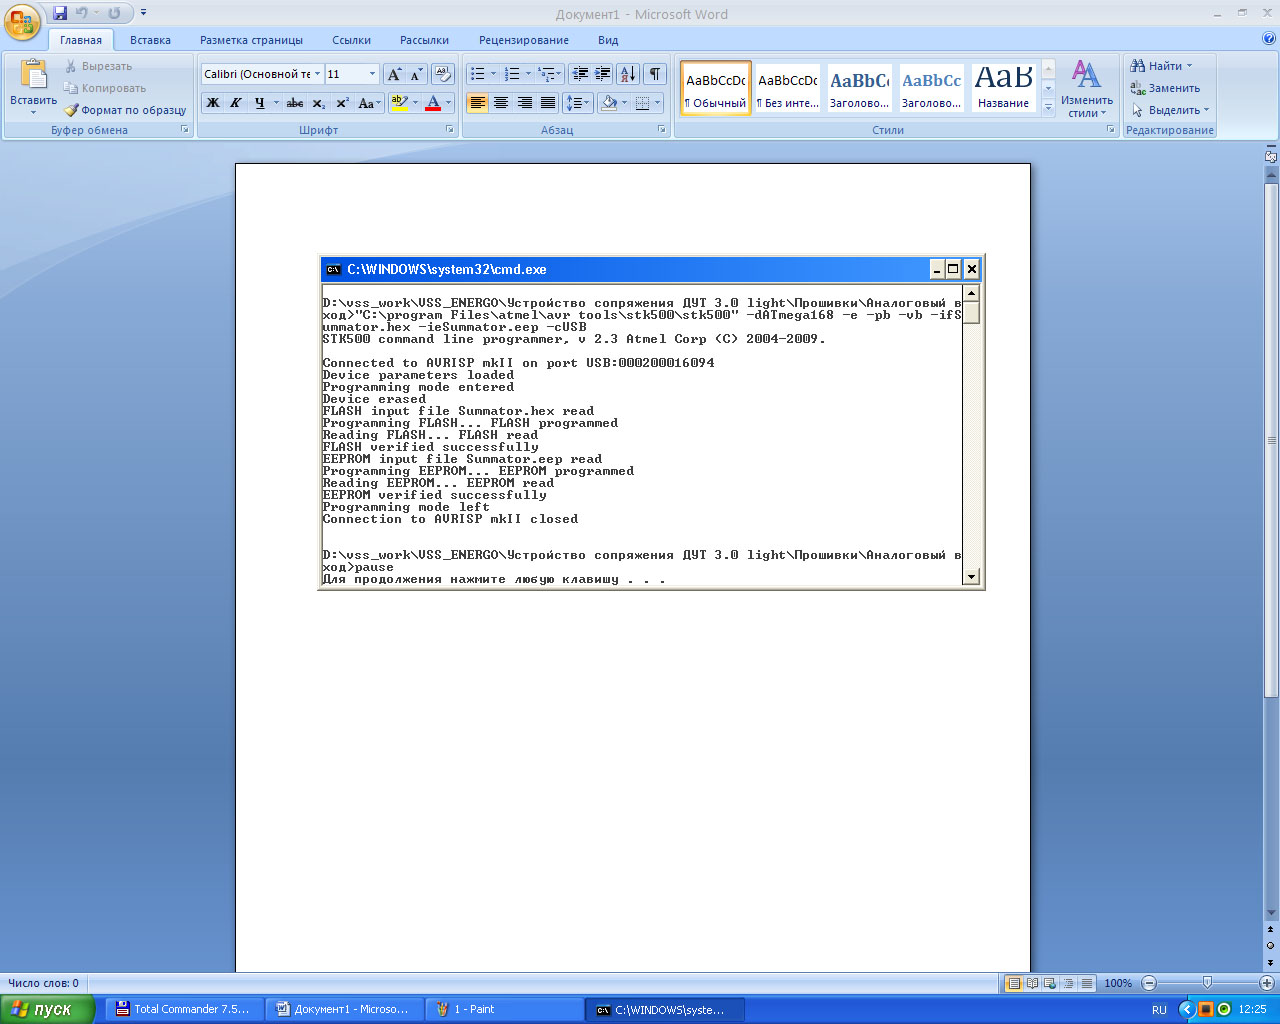 Документ1 - Microsoft Word
Главная Вставка Разметка страницы Ссылки Рассылки Рецензирование Вид
Вставить
Вырезать
Копировать
Формат по образцу
Буфер обмена
Calibri (Основной те 11
Ж К Ч abc x₂ x² Aa ab А
Шрифт
Абзац
AaBbCcDc AaBbCcDc AaBbC AaBbCc AaB
¶ Обычный ¶ Без инте... Заголово... Заголово... Название
Изменить
стили
Стили
Найти
Заменить
Выделить
Редактирование
C:\WINDOWS\system32\cmd.exe
D:\vss_work\VSS_ENERGO\Устройство сопряжения ДУТ 3.0 light\Прошивки\Аналоговый в
ход>"C:\program Files\atmel\avr tools\stk500\stk500" -dATmega168 -e -pb -vb -ifS
ummator.hex -ieSummator.eep -cUSB
STK500 command line programmer, v 2.3 Atmel Corp (C) 2004-2009.
Connected to AVRISP mkII on port USB:000200016094
Device parameters loaded
Programming mode entered
Device erased
FLASH input file Summator.hex read
Programming FLASH... FLASH programmed
Reading FLASH... FLASH read
FLASH verified successfully
EEPROM input file Summator.eep read
Programming EEPROM... EEPROM programmed
Reading EEPROM... EEPROM read
EEPROM verified successfully
Programming mode left
Connection to AVRISP mkII closed
D:\vss_work\VSS_ENERGO\Устройство сопряжения ДУТ 3.0 light\Прошивки\Аналоговый в
ход>pause
Для продолжения нажмите любую клавишу . . .
Число слов: 0
100%
пуск Total Commander 7.5... Документ1 - Microso... 1 - Paint C:\WINDOWS\syste... RU 12:25